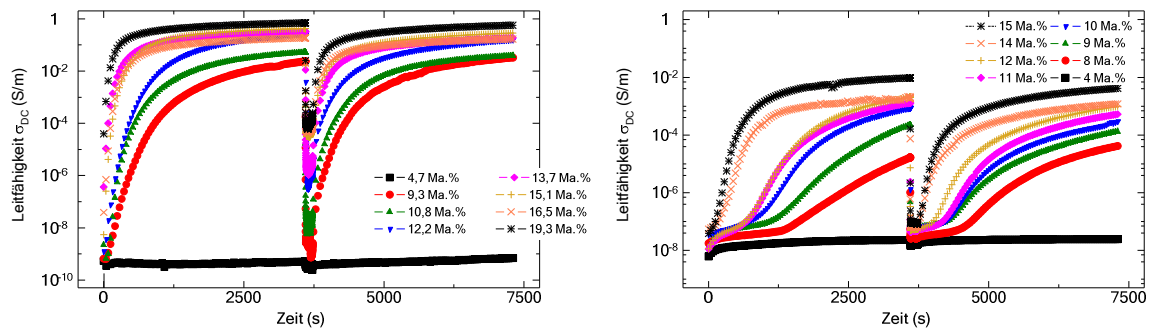 Leitfähigkeit σDC (S/m)
1
10-2
10-4
10-6
10-8
10-10
0
2500
5000
7500
Zeit (s)
4,7 Ma.%
9,3 Ma.%
10,8 Ma.%
12,2 Ma.%
13,7 Ma.%
15,1 Ma.%
16,5 Ma.%
19,3 Ma.%
Leitfähigkeit σDC (S/m)
1
10-2
10-4
10-6
10-8
0
2500
5000
7500
Zeit (s)
15 Ma.%
14 Ma.%
12 Ma.%
11 Ma.%
10 Ma.%
9 Ma.%
8 Ma.%
4 Ma.%